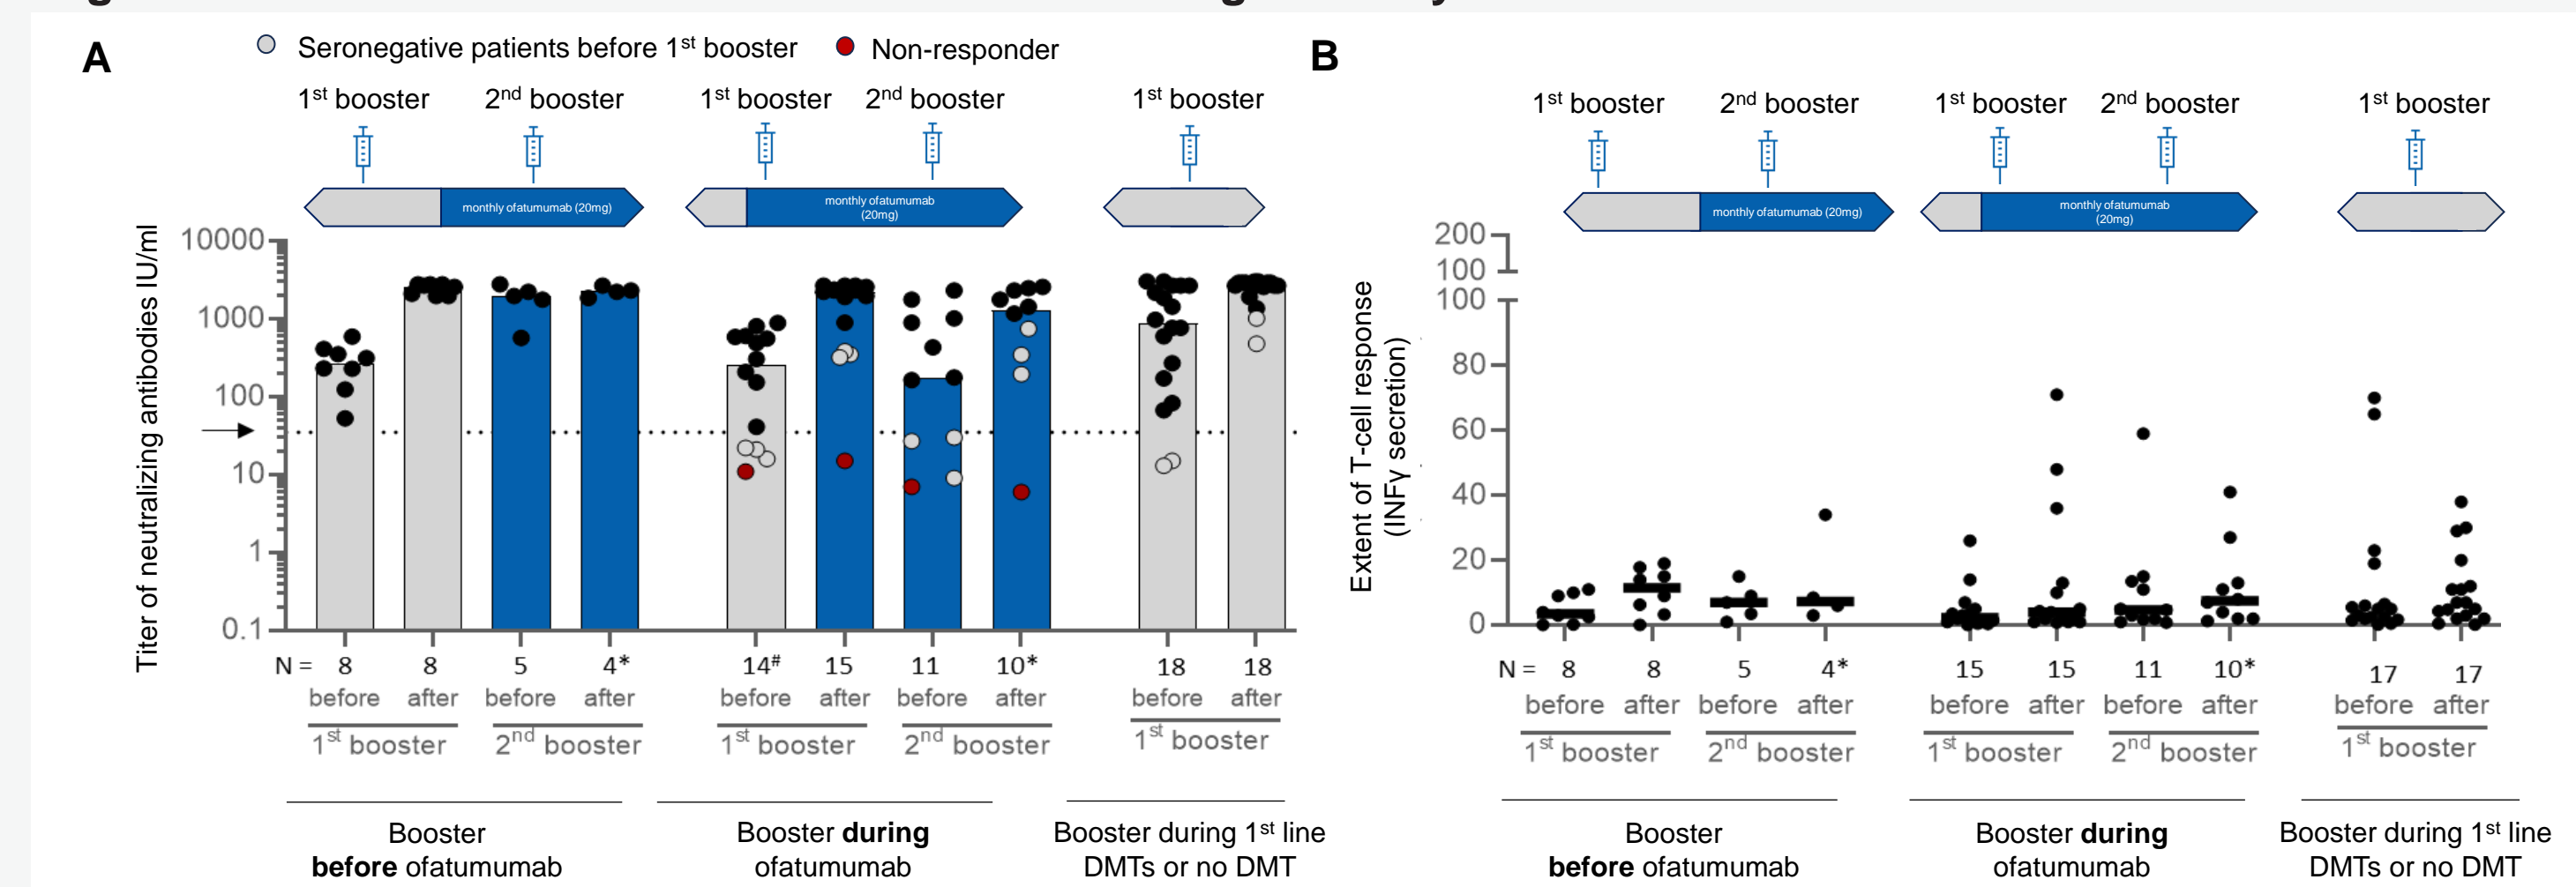 A
Seronegative patients before 1st booster
Non-responder
1st booster
2nd booster
1st booster
2nd booster
1st booster
monthly ofatumumab (20mg)
monthly ofatumumab
(20mg)
Titer of neutralizing antibodies IU/ml
10000
1000
100
10
1
0.1
N = 8 8 5 4* 14# 15 11 10* 18 18
before after before after before after before after before after
1st booster 2nd booster 1st booster 2nd booster 1st booster
Booster
before ofatumumab
Booster during
ofatumumab
Booster during 1st line
DMTs or no DMT
B
1st booster
2nd booster
1st booster
2nd booster
1st booster
monthly ofatumumab (20mg)
monthly ofatumumab
(20mg)
Extent of T-cell response
(INFγ secretion)
200
100
100
80
60
40
20
0
N = 8 8 5 4* 15 15 11 10* 17 17
before after before after before after before after before after
1st booster 2nd booster 1st booster 2nd booster 1st booster
Booster
before ofatumumab
Booster during
ofatumumab
Booster during 1st line
DMTs or no DMT